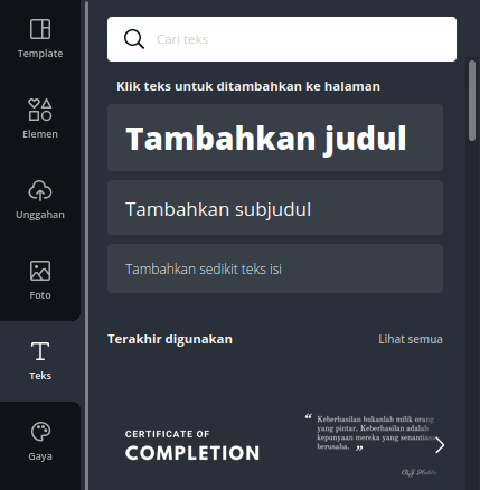 Template
Elemen
Unggahan
Foto
Teks
Gaya
Cari teks
Klik teks untuk ditambahkan ke halaman
Tambahkan judul
Tambahkan subjudul
Tambahkan sedikit teks isi
Terakhir digunakan
Lihat semua
CERTIFICATE OF
COMPLETION
“ Keberhasilan bukanlah milik orang
yang pintar. Keberhasilan adalah
kepunyaan mereka yang senantiasa
berusaha. ”